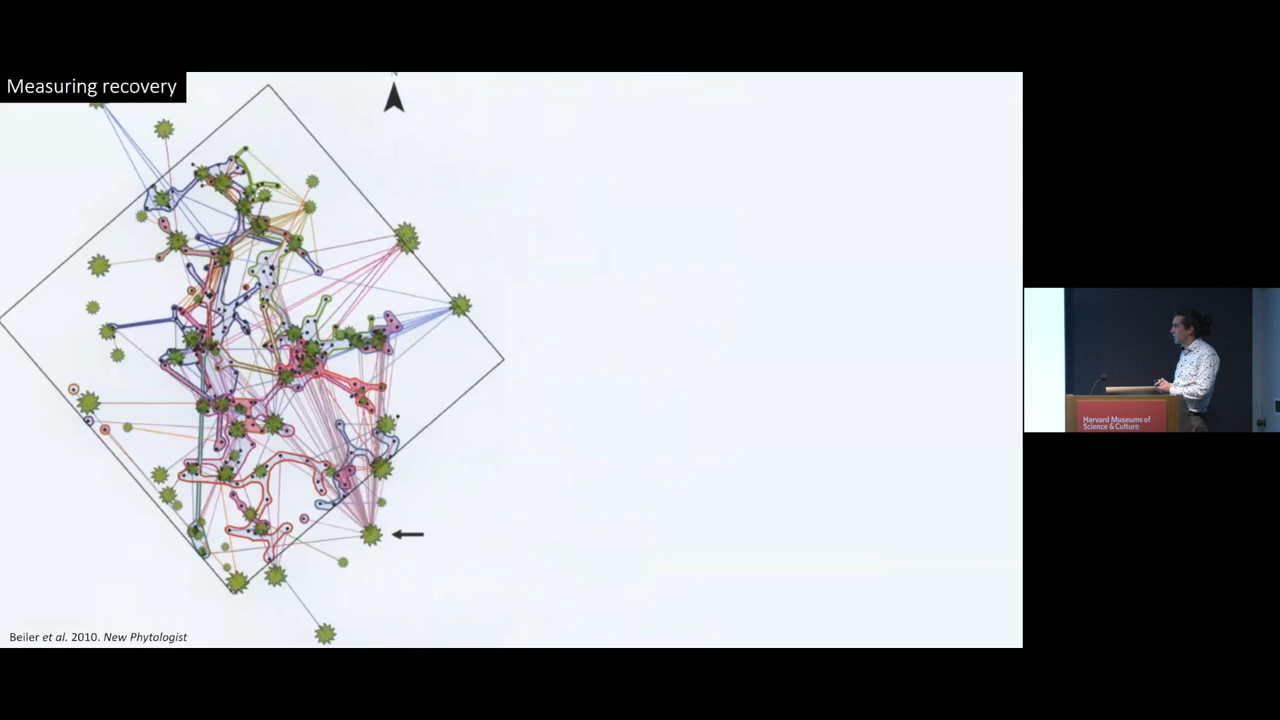 Measuring recovery
N
Beiler et al. 2010. New Phytologist
Harvard Museums of
Science & Culture